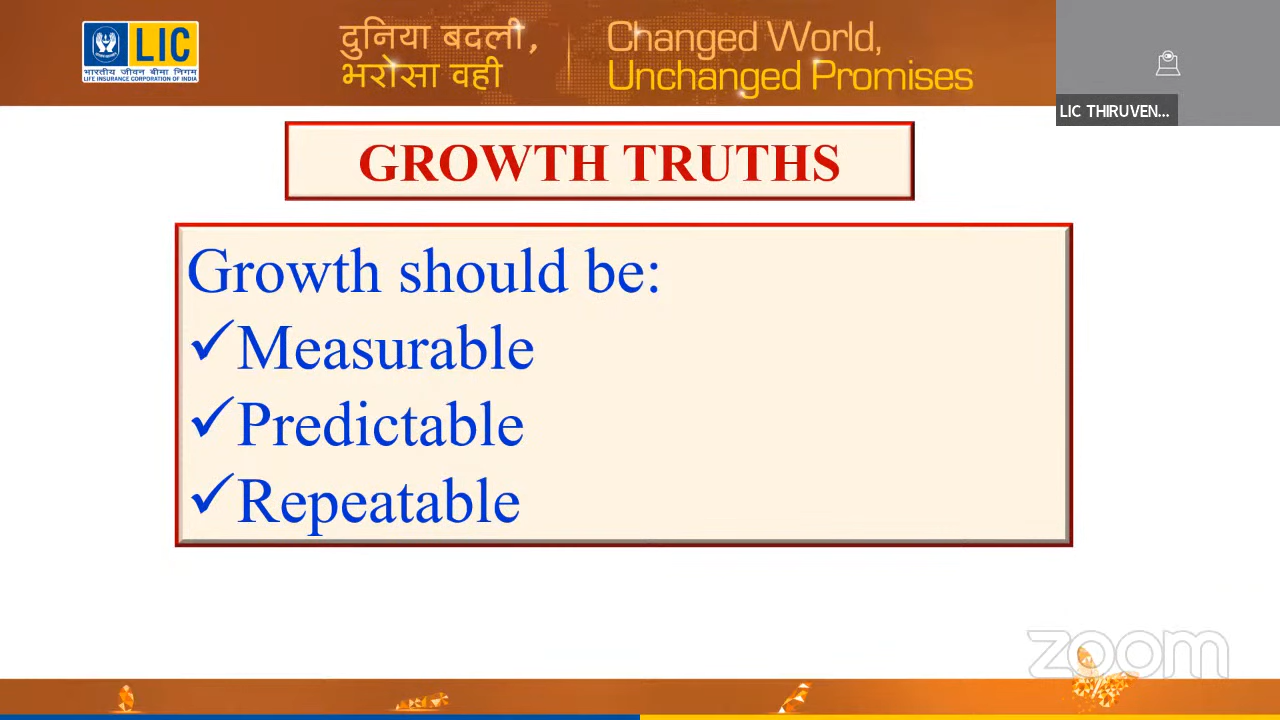 LIC
भारतीय जीवन बीमा निगम
LIFE INSURANCE CORPORATION OF INDIA
दुनिया बदली,
भरोसा वही
Changed World,
Unchanged Promises
LIC THIRUVEN...
GROWTH TRUTHS
Growth should be:
✓Measurable
✓Predictable
✓Repeatable
zoom